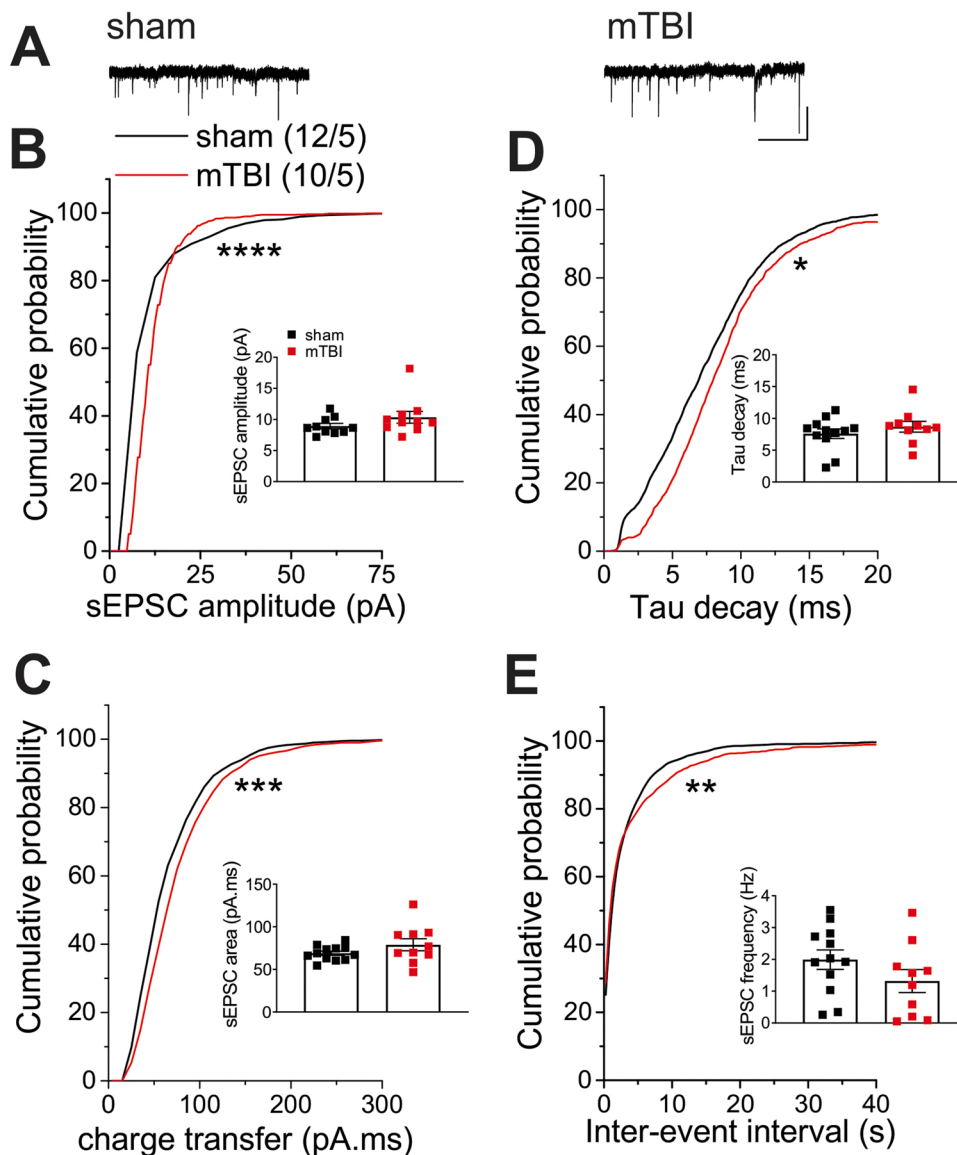 A
sham
mTBI
B
sham (12/5)
mTBI (10/5)
Cumulative probability
100
80
60
40
20
0
0
25
50
75
sEPSC amplitude (pA)
****
sham
mTBI
sEPSC amplitude (pA)
20
15
10
5
0
D
Cumulative probability
100
80
60
40
20
0
0
5
10
15
20
Tau decay (ms)
*
Tau decay (ms)
20
15
10
5
0
C
Cumulative probability
100
80
60
40
20
0
0
100
200
300
charge transfer (pA.ms)
***
sEPSC area (pA.ms)
150
100
50
0
E
Cumulative probability
100
80
60
40
20
0
0
10
20
30
40
Inter-event interval (s)
**
sEPSC frequency (Hz)
4
3
2
1
0